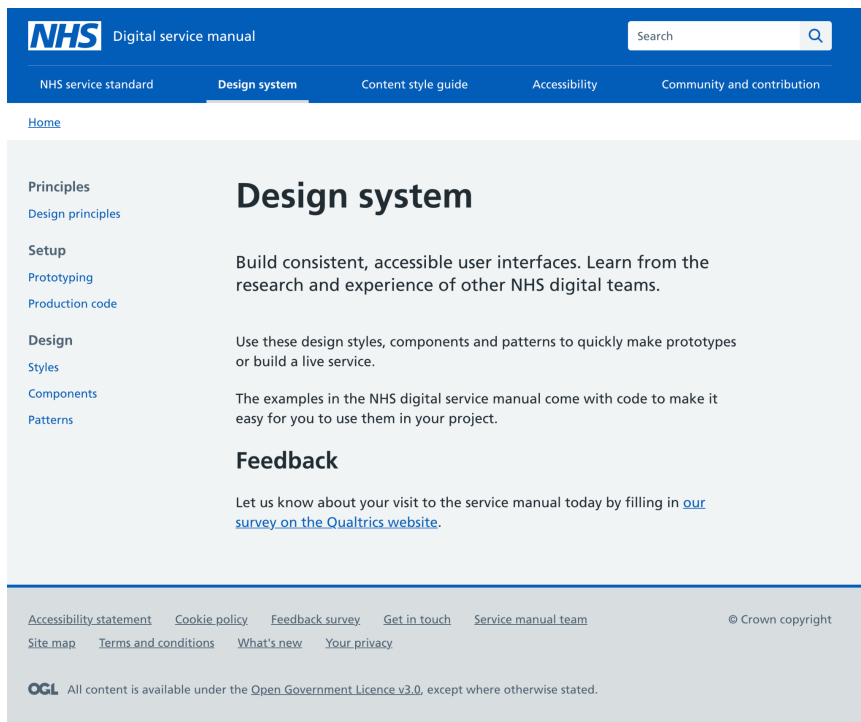 NHS Digital service manual
Search
NHS service standard Design system Content style guide Accessibility Community and contribution
Home
Principles
Design principles
Setup
Prototyping
Production code
Design
Styles
Components
Patterns
Design system
Build consistent, accessible user interfaces. Learn from the
research and experience of other NHS digital teams.
Use these design styles, components and patterns to quickly make prototypes
or build a live service.
The examples in the NHS digital service manual come with code to make it
easy for you to use them in your project.
Feedback
Let us know about your visit to the service manual today by filling in our
survey on the Qualtrics website.
Accessibility statement Cookie policy Feedback survey Get in touch Service manual team © Crown copyright
Site map Terms and conditions What's new Your privacy
OGL All content is available under the Open Government Licence v3.0, except where otherwise stated.